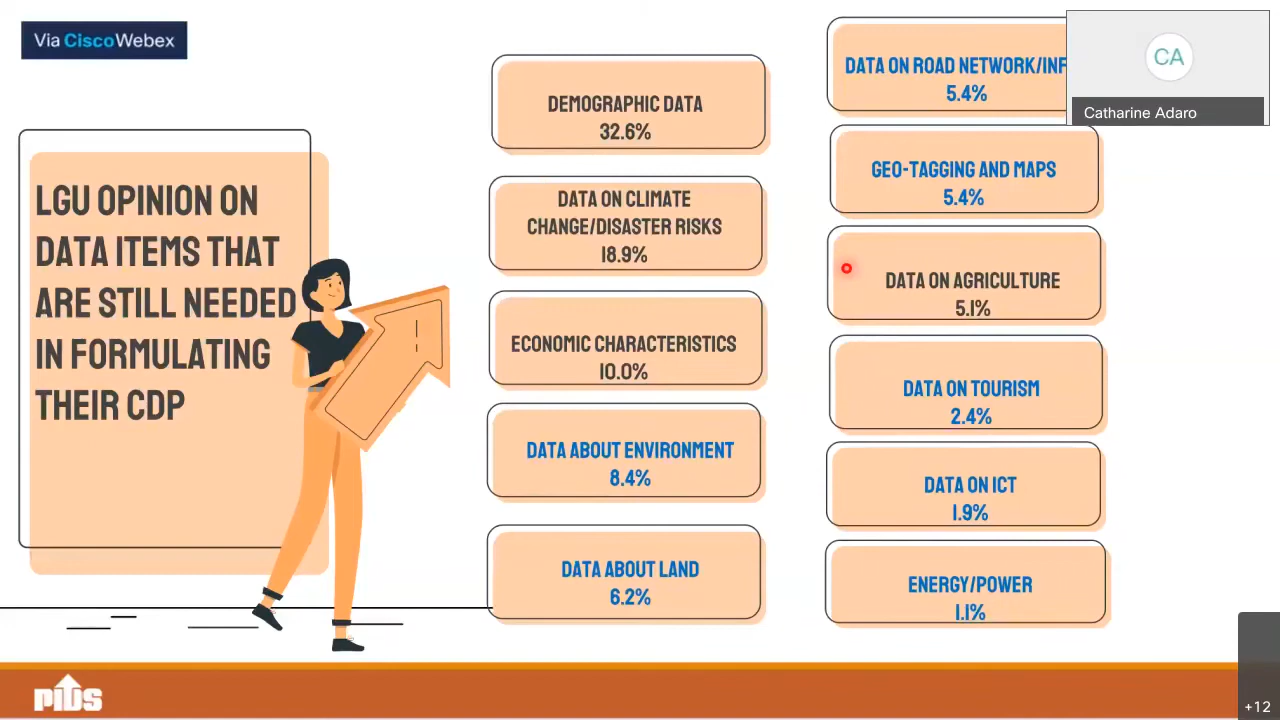 Via CiscoWebex
LGU OPINION ON
DATA ITEMS THAT
ARE STILL NEEDED
IN FORMULATING
THEIR CDP
DEMOGRAPHIC DATA
32.6%
DATA ON CLIMATE
CHANGE/DISASTER RISKS
18.9%
ECONOMIC CHARACTERISTICS
10.0%
DATA ABOUT ENVIRONMENT
8.4%
DATA ABOUT LAND
6.2%
DATA ON ROAD NETWORK/INF
5.4%
GEO-TAGGING AND MAPS
5.4%
DATA ON AGRICULTURE
5.1%
DATA ON TOURISM
2.4%
DATA ON ICT
1.9%
ENERGY/POWER
1.1%
CA
Catharine Adaro
PIDS
+12